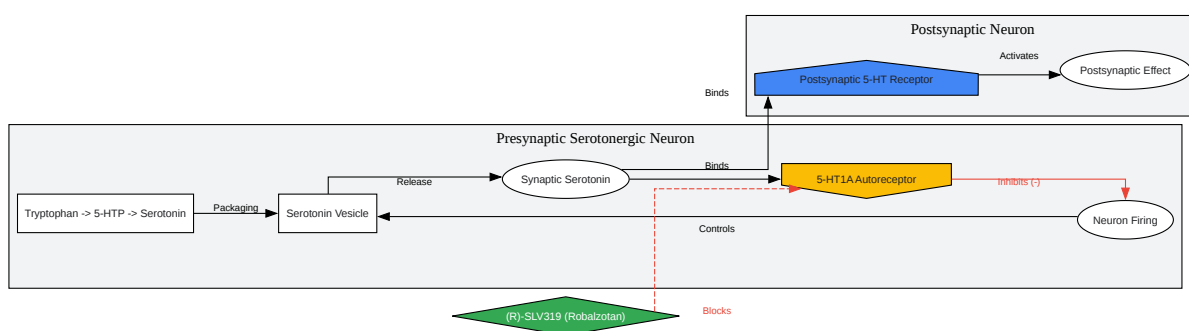 Postsynaptic Neuron
Activates
Postsynaptic 5-HT Receptor
Postsynaptic Effect
Binds
Presynaptic Serotonergic Neuron
Binds
Release
Synaptic Serotonin
5-HT1A Autoreceptor
Inhibits (-)
Tryptophan -> 5-HTP -> Serotonin
Packaging
Serotonin Vesicle
Controls
Neuron Firing
(R)-SLV319 (Robalzotan)
Blocks